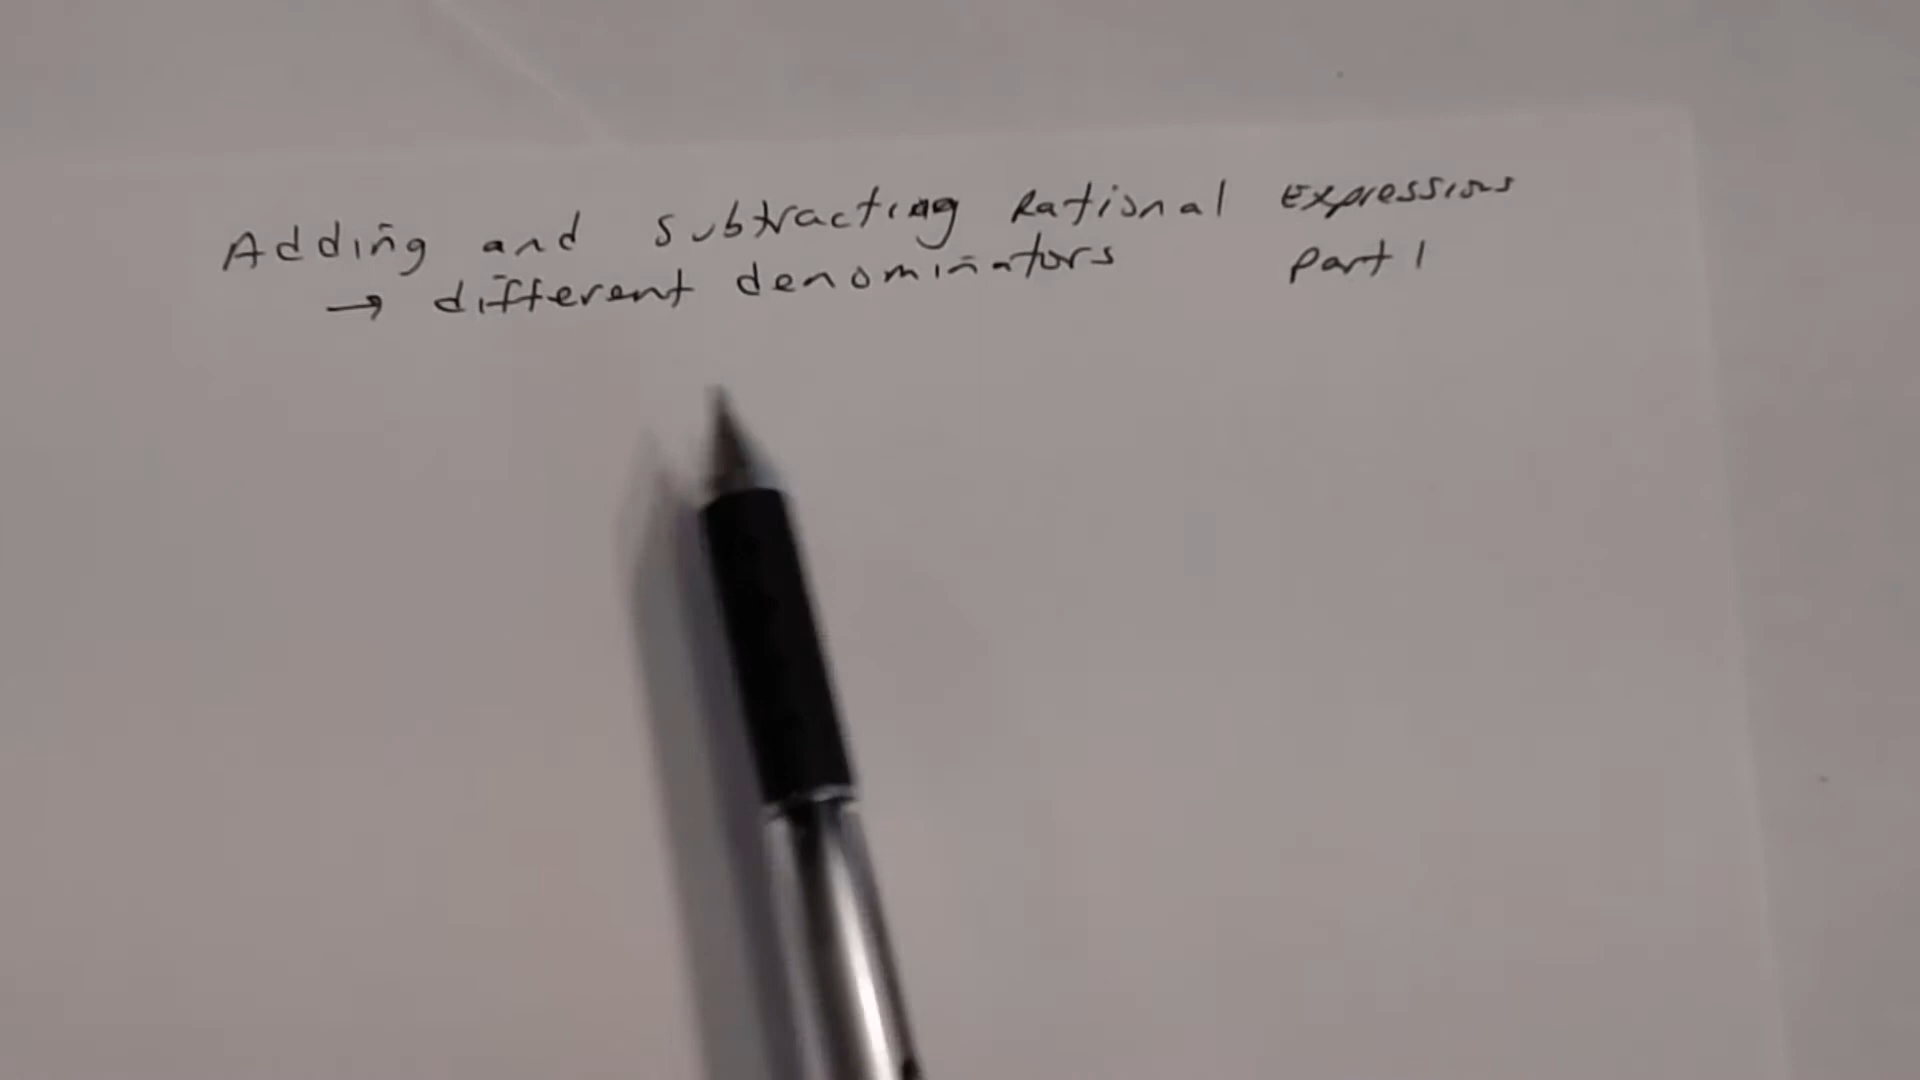 Adding and Subtracting Rational Expressions
→ different denominators Part 1